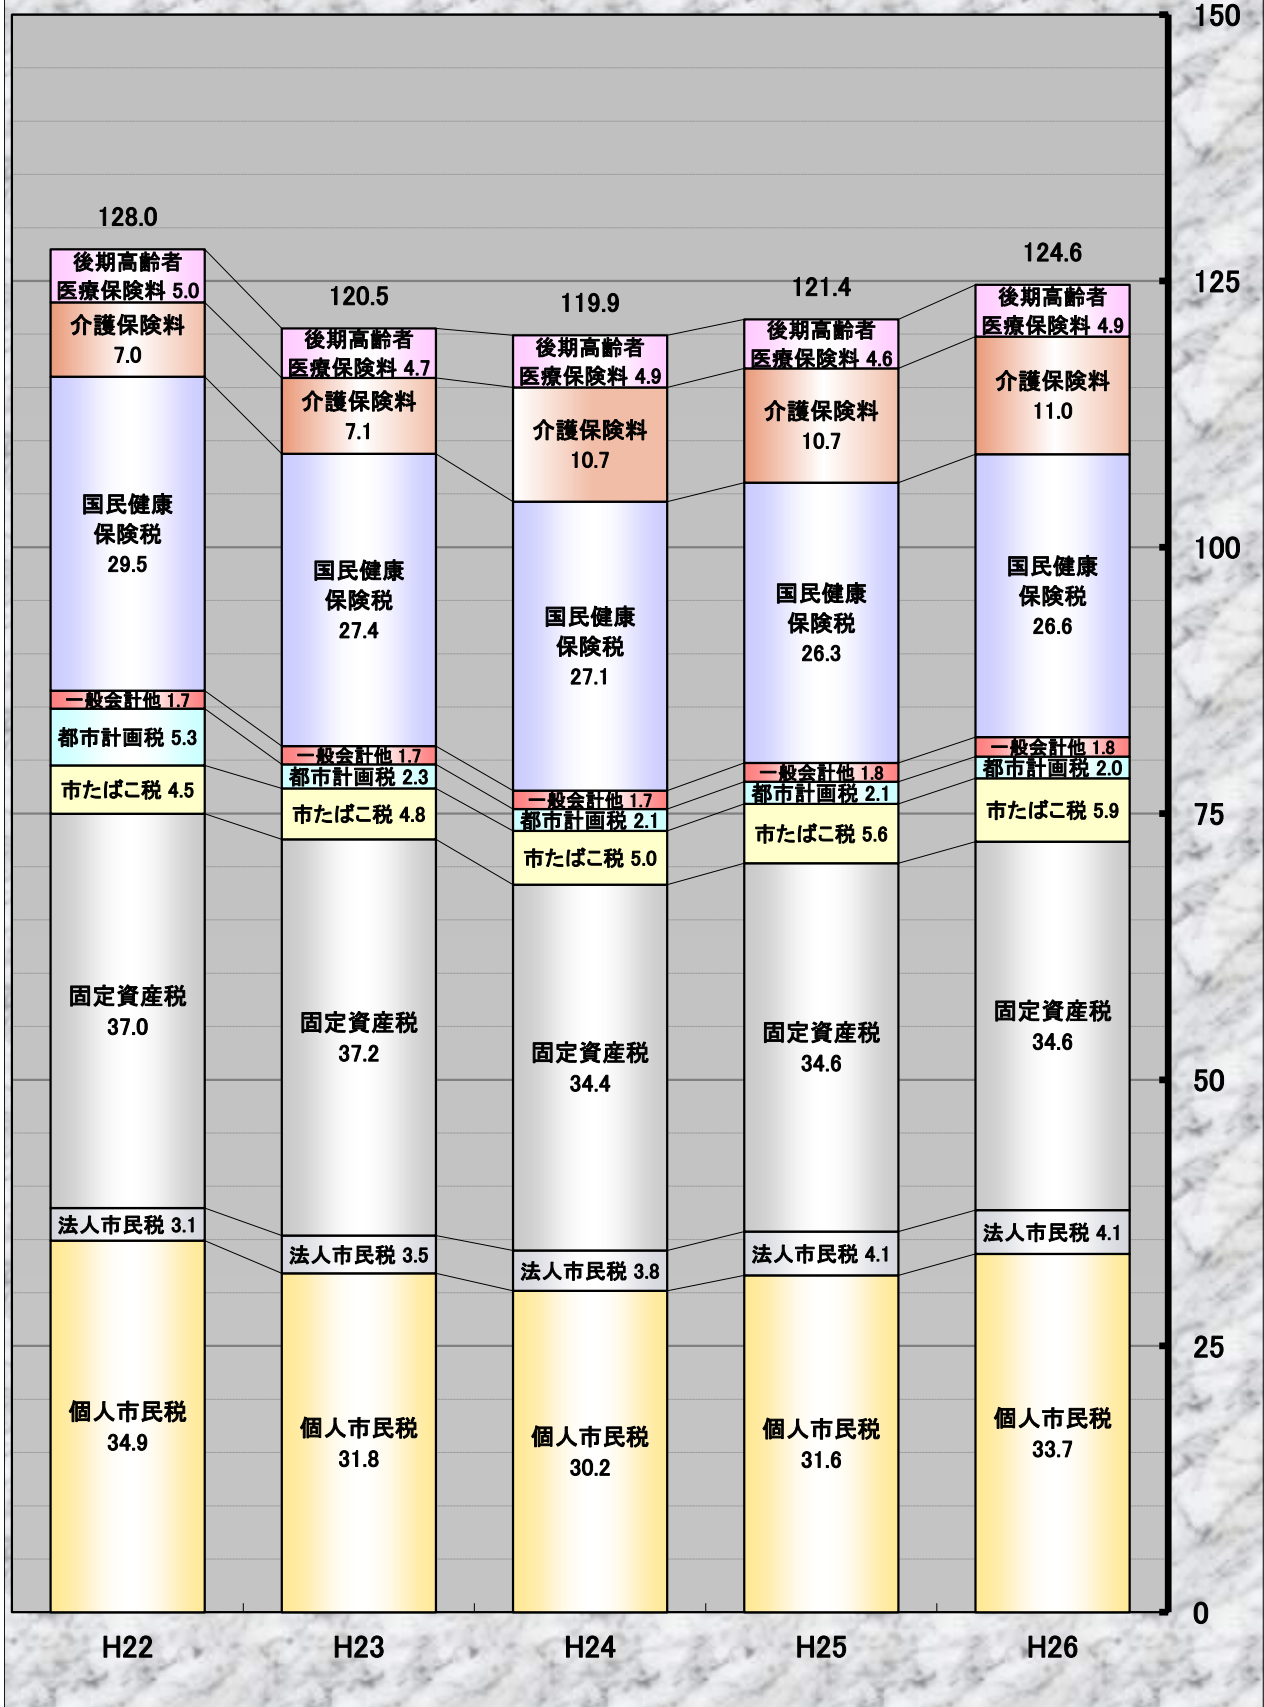 128.0
後期高齢者
医療保険料 5.0
介護保険料
7.0
国民健康
保険税
29.5
一般会計他 1.7
都市計画税 5.3
市たばこ税 4.5
固定資産税
37.0
法人市民税 3.1
個人市民税
34.9
H22
120.5
後期高齢者
医療保険料 4.7
介護保険料
7.1
国民健康
保険税
27.4
一般会計他 1.7
都市計画税 2.3
市たばこ税 4.8
固定資産税
37.2
法人市民税 3.5
個人市民税
31.8
H23
119.9
後期高齢者
医療保険料 4.9
介護保険料
10.7
国民健康
保険税
27.1
一般会計他 1.7
都市計画税 2.1
市たばこ税 5.0
固定資産税
34.4
法人市民税 3.8
個人市民税
30.2
H24
121.4
後期高齢者
医療保険料 4.6
介護保険料
10.7
国民健康
保険税
26.3
一般会計他 1.8
都市計画税 2.1
市たばこ税 5.6
固定資産税
34.6
法人市民税 4.1
個人市民税
31.6
H25
124.6
後期高齢者
医療保険料 4.9
介護保険料
11.0
国民健康
保険税
26.6
一般会計他 1.8
都市計画税 2.0
市たばこ税 5.9
固定資産税
34.6
法人市民税 4.1
個人市民税
33.7
H26
150
125
100
75
50
25
0